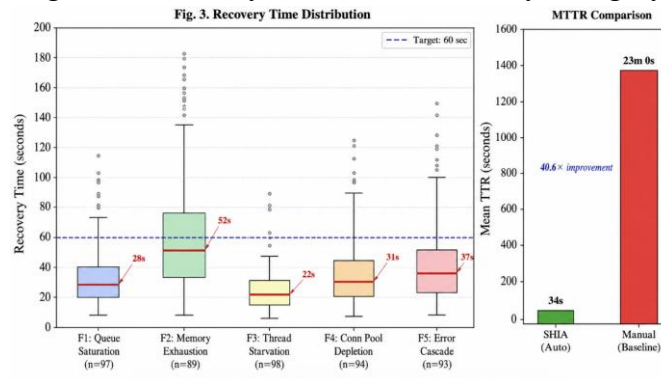 Fig. 3. Recovery Time Distribution
200
180
160
140
120
100
80
60
40
20
0
Recovery Time (seconds)
Target: 60 sec
28s
52s
22s
31s
37s
F1: Queue
Saturation
(n=97)
F2: Memory
Exhaustion
(n=89)
F3: Thread
Starvation
(n=98)
F4: Conn Pool
Depletion
(n=94)
F5: Error
Cascade
(n=93)
MTTR Comparison
1600
1400
1200
1000
800
600
400
200
0
Mean TTR (seconds)
23m 0s
40.6× improvement
34s
SHIA
(Auto)
Manual
(Baseline)